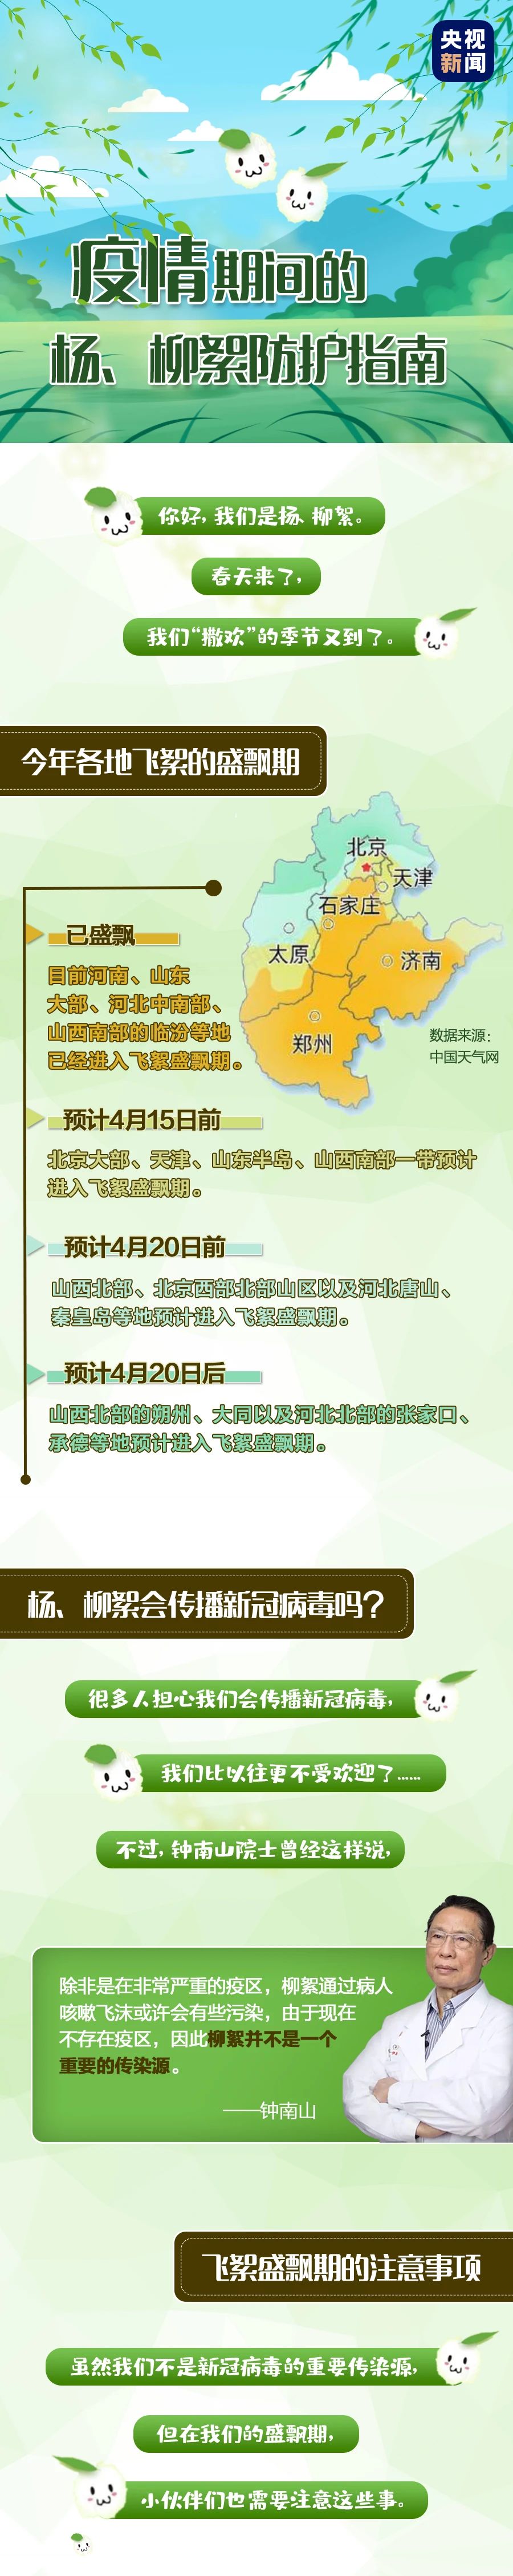 央视
新闻
疫情期间的
杨、柳絮防护指南
你好,我们是杨、柳絮。
春天来了,
我们“撒欢”的季节又到了。
今年各地飞絮的盛飘期
北京
天津
石家庄
太原
济南
郑州
数据来源:
中国天气网
已盛飘
目前河南、山东
大部、河北中南部、
山西南部的临汾等地
已经进入飞絮盛飘期。
预计4月15日前
北京大部、天津、山东半岛、山西南部一带预计
进入飞絮盛飘期。
预计4月20日前
山西北部、北京西部北部山区以及河北唐山、
秦皇岛等地预计进入飞絮盛飘期。
预计4月20日后
山西北部的朔州、大同以及河北北部的张家口、
承德等地预计进入飞絮盛飘期。
杨、柳絮会传播新冠病毒吗?
很多人担心我们会传播新冠病毒,
我们比以往更不受欢迎了……
不过,钟南山院士曾经这样说,
除非是在非常严重的疫区,柳絮通过病人
咳嗽飞沫或许会有些污染,由于现在
不存在疫区,因此柳絮并不是一个
重要的传染源。
——钟南山
飞絮盛飘期的注意事项
虽然我们不是新冠病毒的重要传染源,
但在我们的盛飘期,
小伙伴们也需要注意这些事。